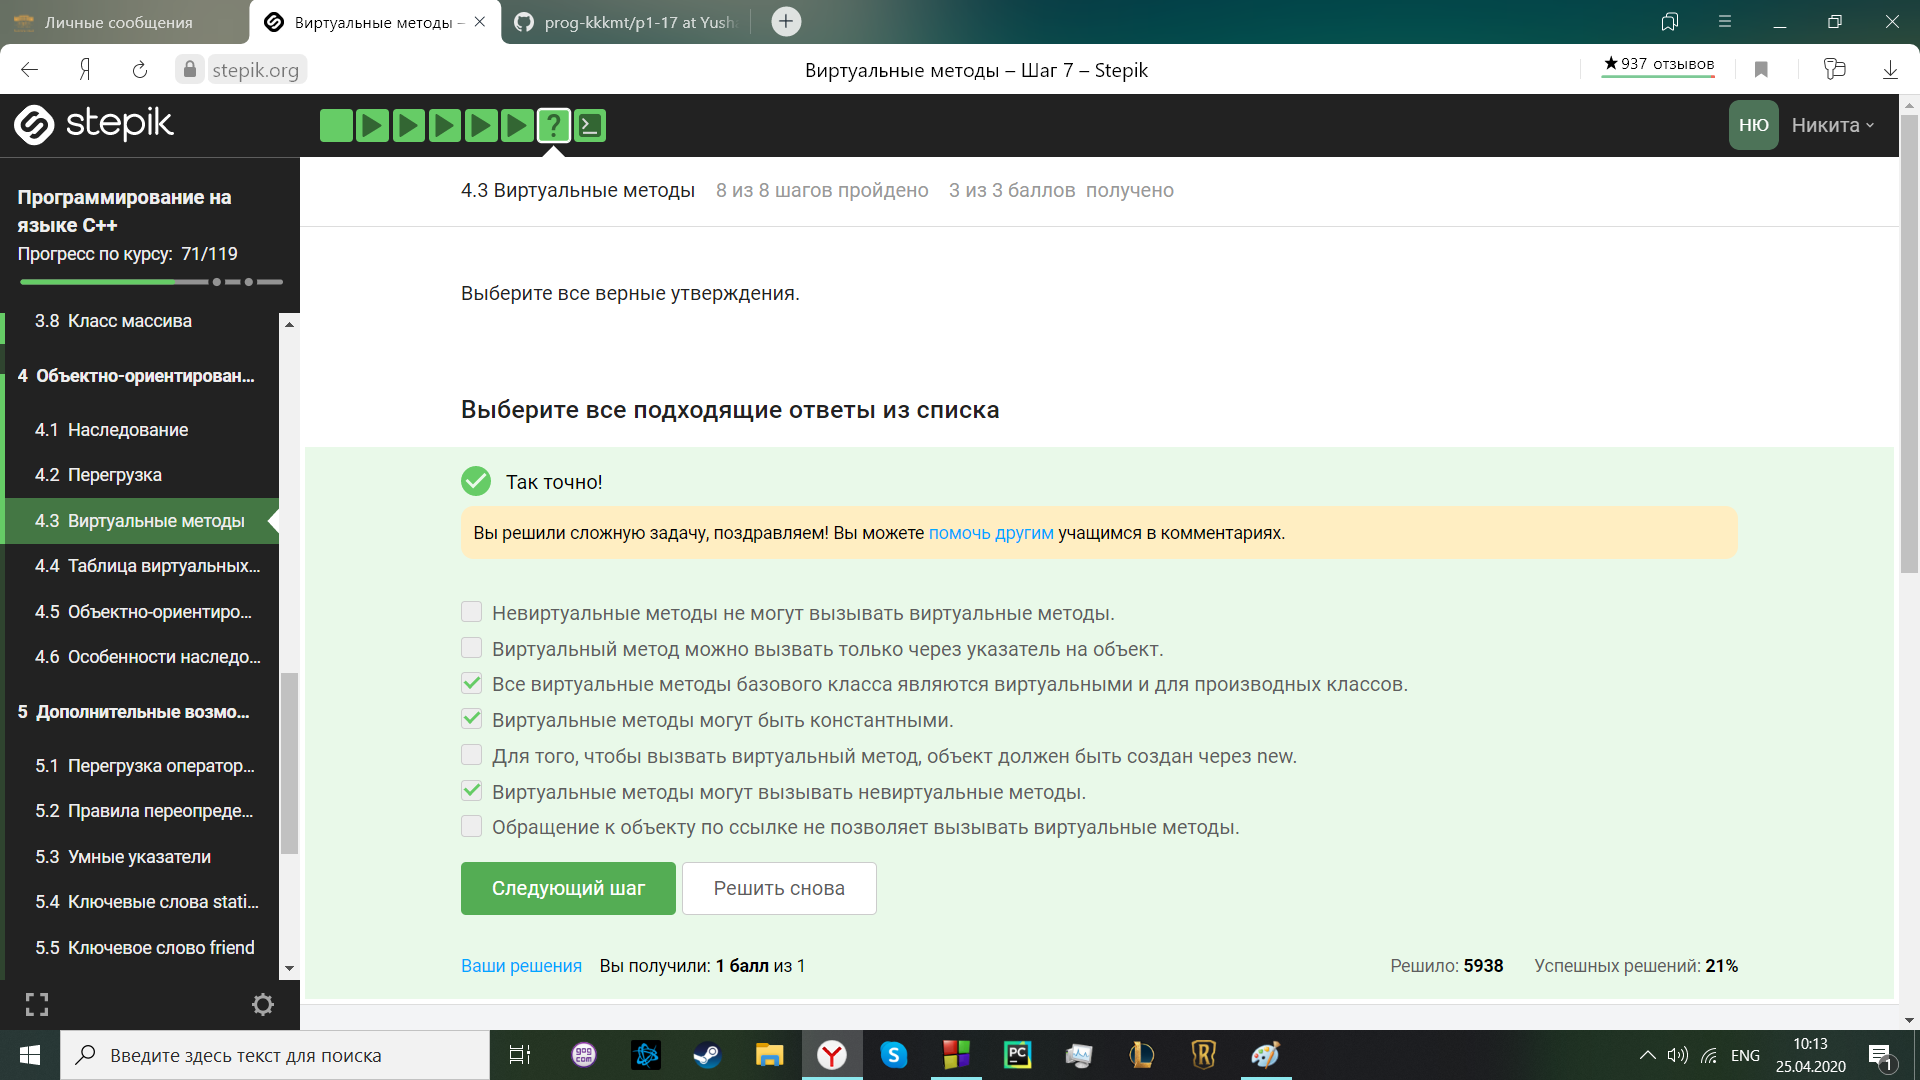 Личные сообщения
Виртуальные методы –
prog-kkkmt/p1-17 at Yush
stepik.org
Виртуальные методы – Шаг 7 – Stepik
★937 отзывов
stepik
НЮ
Никита
Программирование на
языке C++
Прогресс по курсу: 71/119
3.8 Класс массива
4 Объектно-ориентирован...
4.1 Наследование
4.2 Перегрузка
4.3 Виртуальные методы
4.4 Таблица виртуальных...
4.5 Объектно-ориентиро...
4.6 Особенности наследо...
5 Дополнительные возмо...
5.1 Перегрузка оператор...
5.2 Правила переопреде...
5.3 Умные указатели
5.4 Ключевые слова stati...
5.5 Ключевое слово friend
4.3 Виртуальные методы 8 из 8 шагов пройдено 3 из 3 баллов получено
Выберите все верные утверждения.
Выберите все подходящие ответы из списка
Так точно!
Вы решили сложную задачу, поздравляем! Вы можете помочь другим учащимся в комментариях.
Невиртуальные методы не могут вызывать виртуальные методы.
Виртуальный метод можно вызвать только через указатель на объект.
Все виртуальные методы базового класса являются виртуальными и для производных классов.
Виртуальные методы могут быть константными.
Для того, чтобы вызвать виртуальный метод, объект должен быть создан через new.
Виртуальные методы могут вызывать невиртуальные методы.
Обращение к объекту по ссылке не позволяет вызывать виртуальные методы.
Следующий шаг
Решить снова
Ваши решения Вы получили: 1 балл из 1
Решило: 5938 Успешных решений: 21%
Введите здесь текст для поиска
ENG
10:13
25.04.2020
1